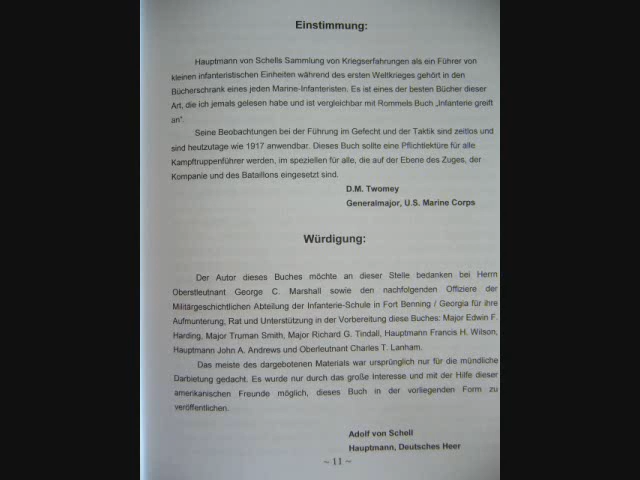 Einstimmung:
Hauptmann von Schells Sammlung von Kriegserfahrungen als ein Führer von
kleinen infanteristischen Einheiten während des ersten Weltkrieges gehört in den
Bücherschrank eines jeden Marine-Infanteristen. Es ist eines der besten Bücher dieser
Art, die ich jemals gelesen habe und ist vergleichbar mit Rommels Buch „Infanterie greift
an“.
Seine Beobachtungen bei der Führung im Gefecht und der Taktik sind zeitlos und
sind heutzutage wie 1917 anwendbar. Dieses Buch sollte eine Pflichtlektüre für alle
Kampftruppenführer werden, im speziellen für alle, die auf der Ebene des Zuges, der
Kompanie und des Bataillons eingesetzt sind.
D.M. Twomey
Generalmajor, U.S. Marine Corps
Würdigung:
Der Autor dieses Buches möchte an dieser Stelle bedanken bei Herrn
Oberstleutnant George C. Marshall sowie den nachfolgenden Offiziere der
Militärgeschichtlichen Abteilung der Infanterie-Schule in Fort Benning / Georgia für ihre
Aufmunterung, Rat und Unterstützung in der Vorbereitung diese Buches: Major Edwin F.
Harding, Major Truman Smith, Major Richard G. Tindall, Hauptmann Francis H. Wilson,
Hauptmann John A. Andrews und Oberleutnant Charles T. Lanham.
Das meiste des dargebotenen Materials war ursprünglich nur für die mündliche
Darbietung gedacht. Es wurde nur durch das große Interesse und mit der Hilfe dieser
amerikanischen Freunde möglich, dieses Buch in der vorliegenden Form zu
veröffentlichen.
Adolf von Schell
Hauptmann, Deutsches Heer
~ 11 ~